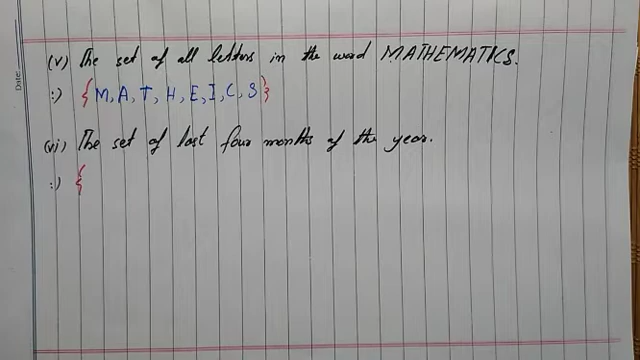 Date:
(v) The set of all letters in the word MATHEMATICS.
:) {M, A, T, H, E, I, C, S}
(vi) The set of last four months of the year.
:) {